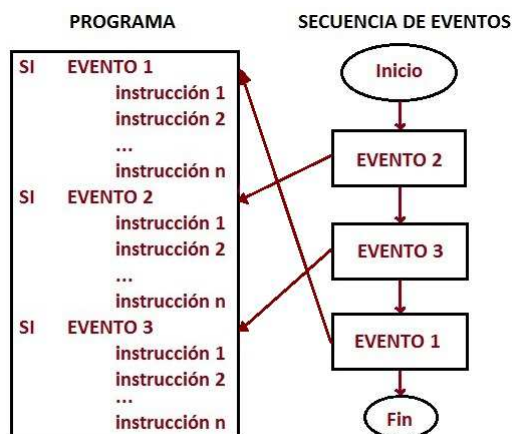 PROGRAMA
SI EVENTO 1
instrucción 1
instrucción 2
...
instrucción n
SI EVENTO 2
instrucción 1
instrucción 2
...
instrucción n
SI EVENTO 3
instrucción 1
instrucción 2
...
instrucción n
SECUENCIA DE EVENTOS
Inicio
EVENTO 2
EVENTO 3
EVENTO 1
Fin